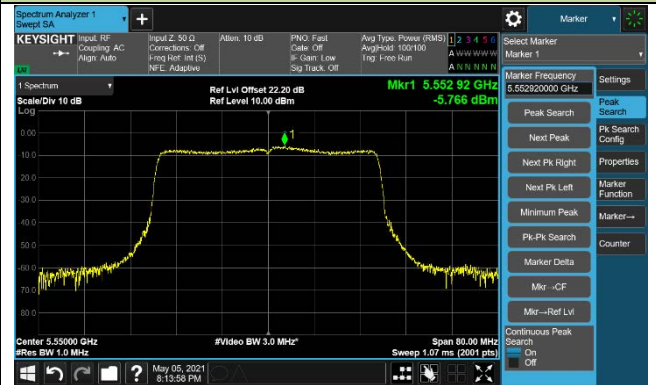 Spectrum Analyzer 1
Swept SA
+
Marker
KEYSIGHT
Input: RF
Coupling: AC
Align: Auto
Input Z: 50 Ω
Corrections: Off
Freq Ref: Int (S)
NFE: Adaptive
Atten: 10 dB
PNO: Fast
Gate: Off
IF Gain: Low
Sig Track: Off
Avg Type: Power (RMS)
Avg|Hold: 100/100
Trig: Free Run
1 2 3 4 5 6
A W W W W W
A N N N N N
Select Marker
Marker 1
1 Spectrum
Scale/Div 10 dB
Log
Ref Lvl Offset 22.20 dB
Ref Level 10.00 dBm
Mkr1 5.552 92 GHz
-5.766 dBm
1
0.00
-10.0
-20.0
-30.0
-40.0
-50.0
-60.0
-70.0
-80.0
Center 5.55000 GHz
#Res BW 1.0 MHz
#Video BW 3.0 MHz*
Span 80.00 MHz
Sweep 1.07 ms (2001 pts)
Marker Frequency
5.552920000 GHz
Peak Search
Next Peak
Next Pk Right
Next Pk Left
Minimum Peak
Pk-Pk Search
Marker Delta
Mkr→CF
Mkr→Ref Lvl
Continuous Peak
Search
On
Off
Settings
Peak
Search
Pk Search
Config
Properties
Marker
Function
Marker→
Counter
?
May 05, 2021
8:13:58 PM